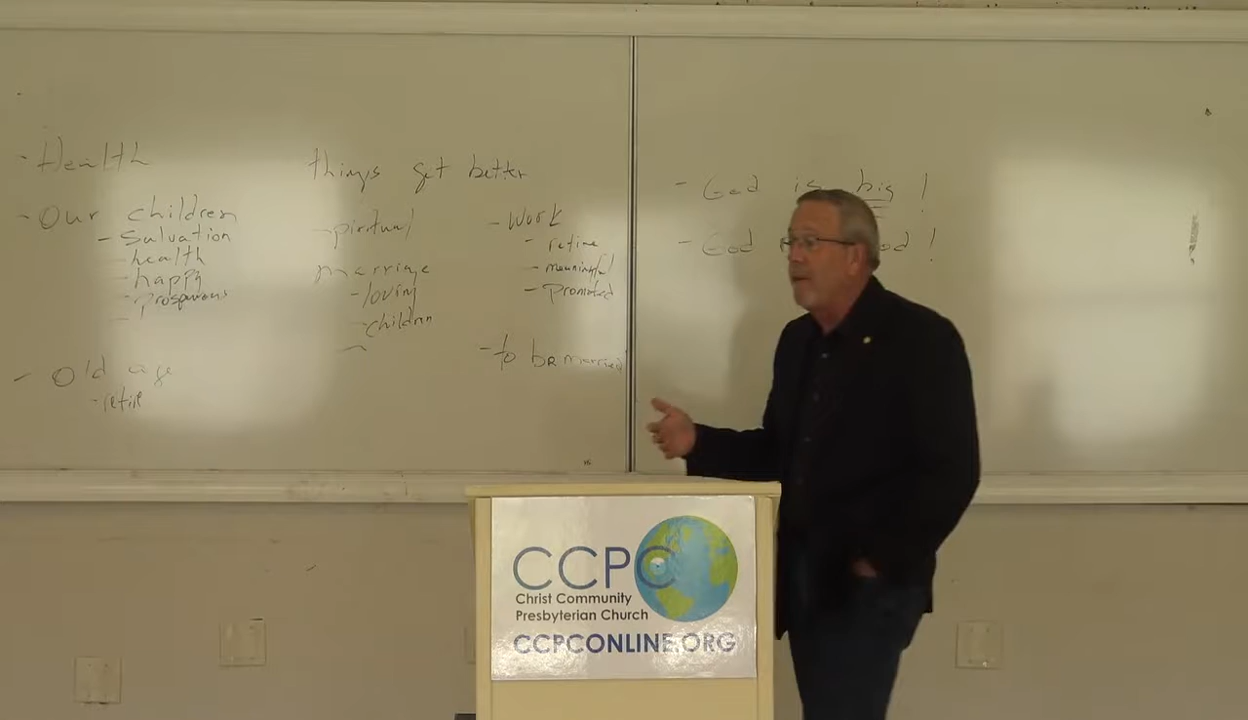 - Health
- Our children
- Salvation
- health
- happy
- prosperous
- Old age
- retire
things get better
- spiritual
marriage
- loving
- children
- Work
- retire
- meaningful
- Promoted
- to be married
- God is big!
- God
CCPC
Christ Community
Presbyterian Church
CCPCONLINE.ORG